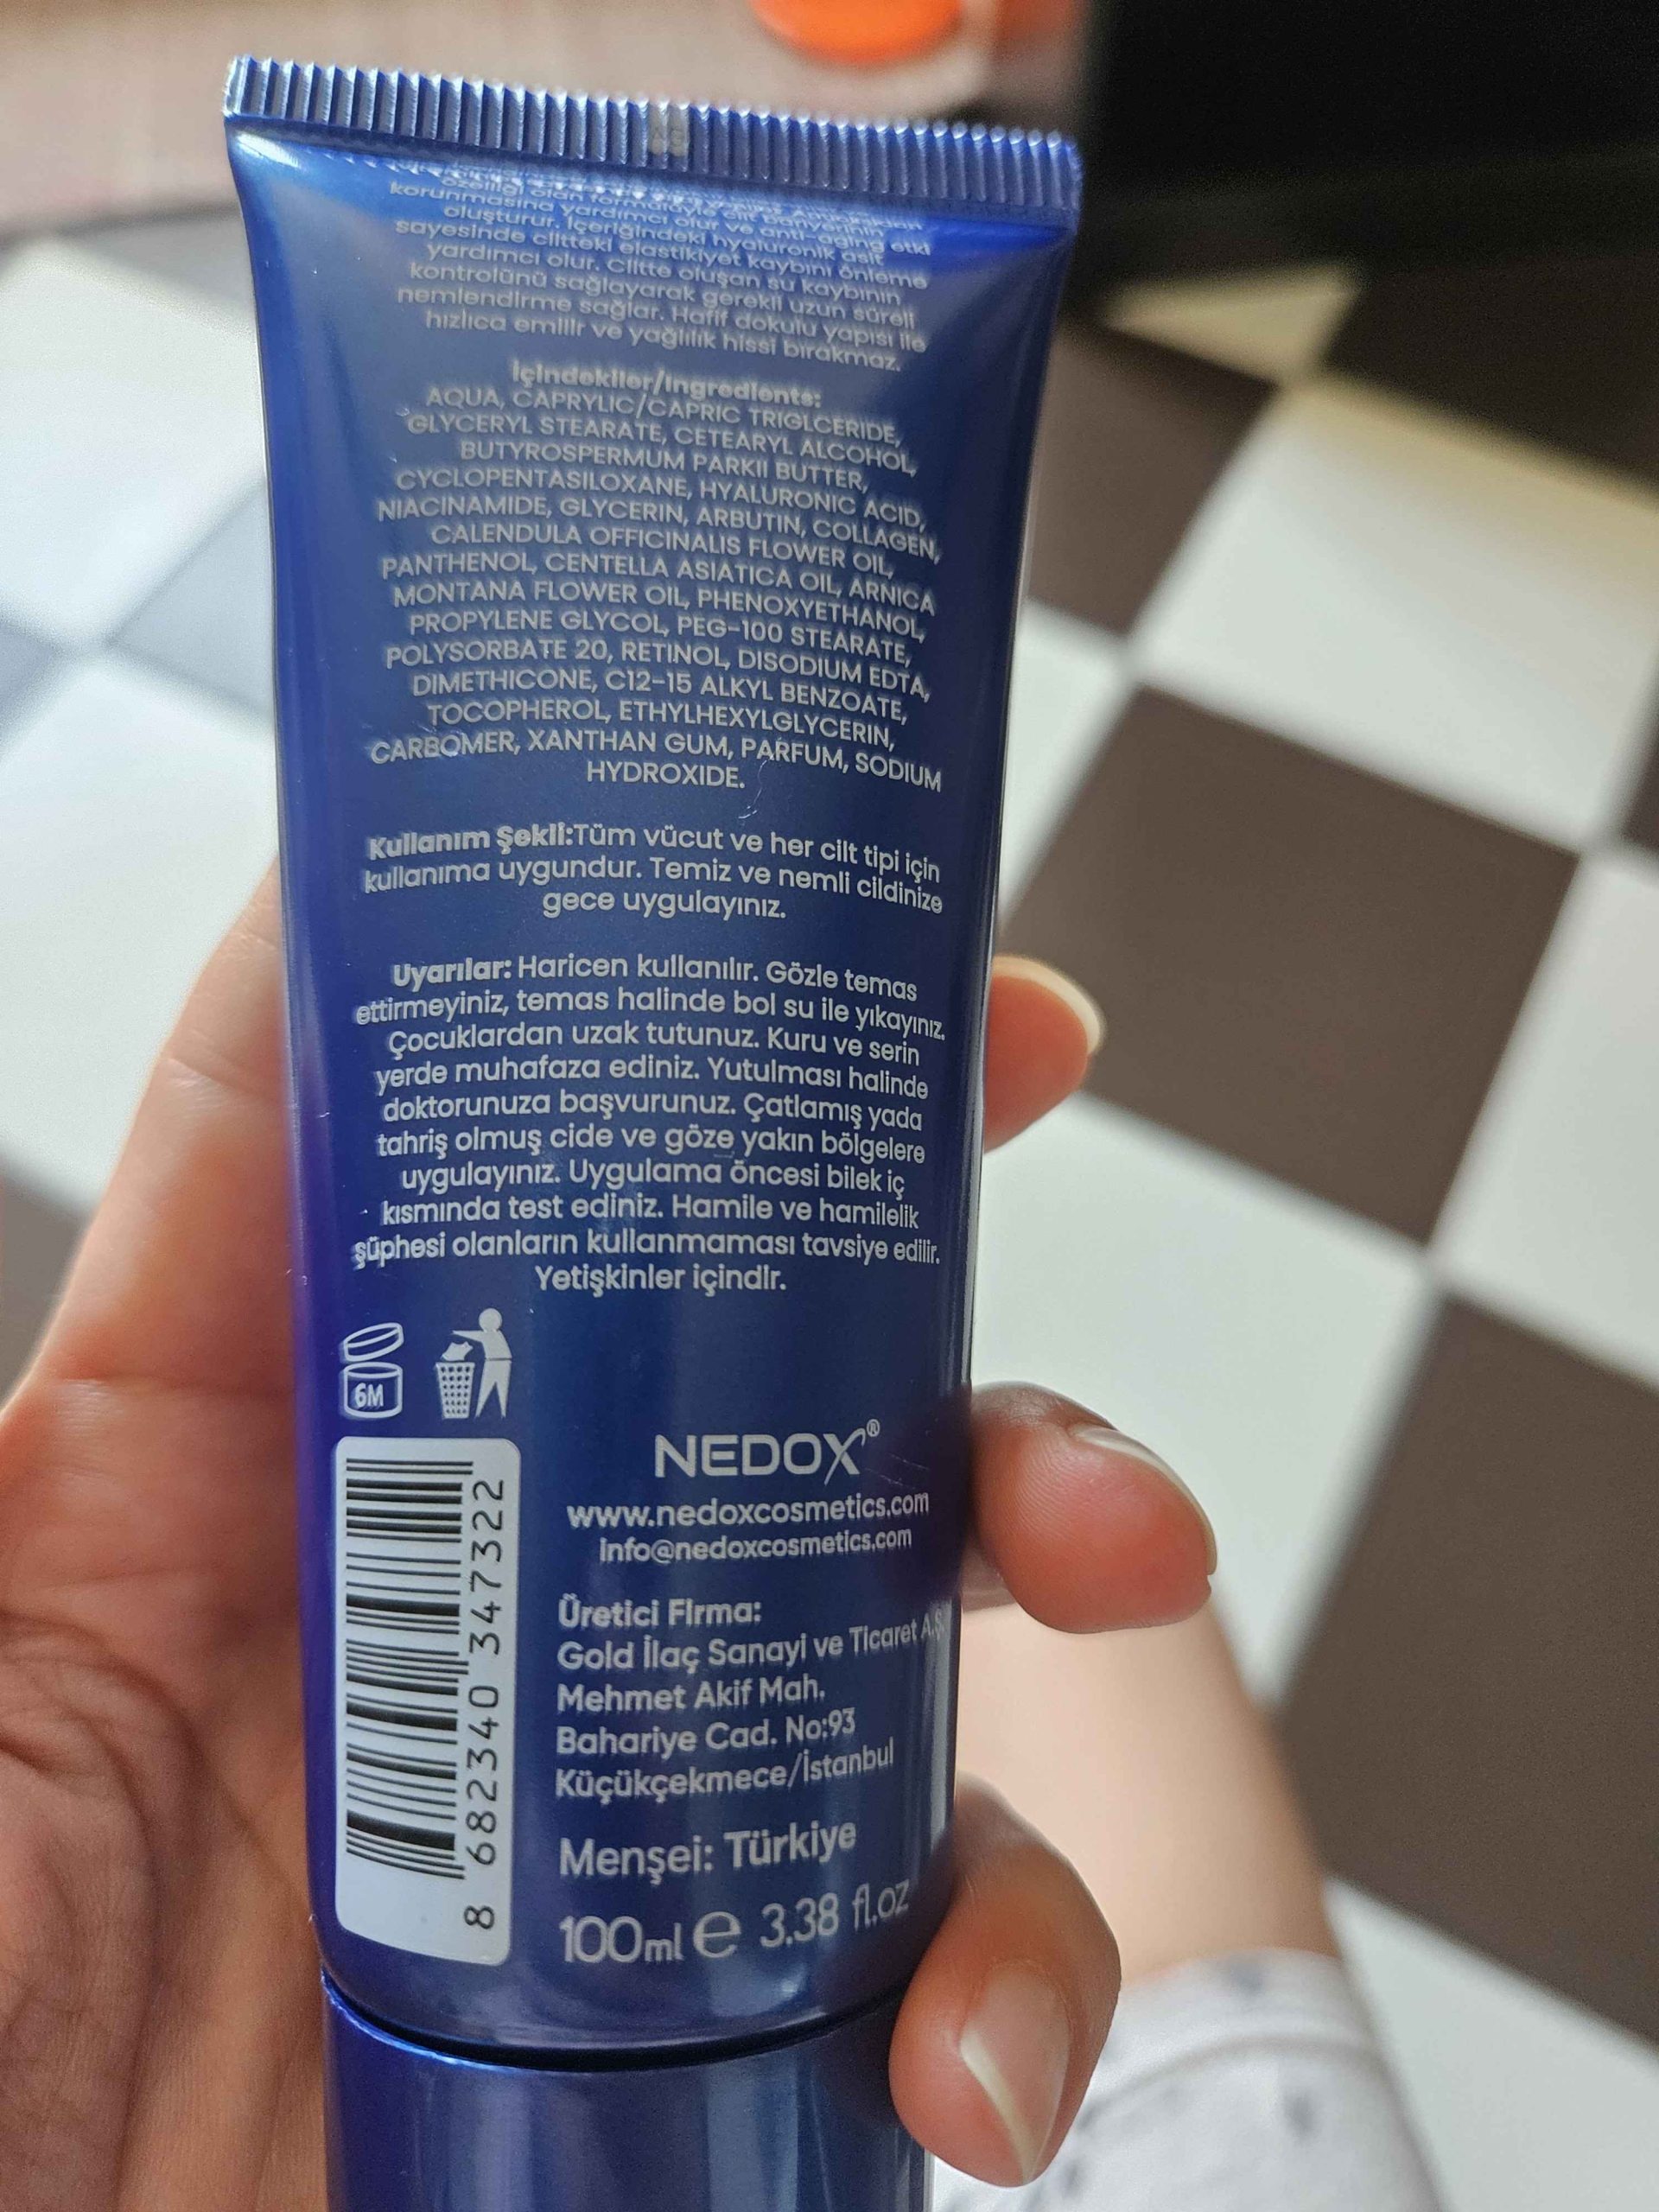 korunmasına yardımcı olur ve anti-aging etki
oluşturur. İçeriğindeki hyaluronik asit
sayesinde ciltteki elastikiyet kaybını önleme
yardımcı olur. Ciltte oluşan su kaybının
kontrolünü sağlayarak gerekli uzun süreli
nemlendirme sağlar. Hafif dokulu yapısı ile
hızlıca emilir ve yağlılık hissi bırakmaz.
İçindekiler/Ingredients:
AQUA, CAPRYLIC/CAPRIC TRIGLCERIDE,
GLYCERYL STEARATE, CETEARYL ALCOHOL,
BUTYROSPERMUM PARKII BUTTER,
CYCLOPENTASILOXANE, HYALURONIC ACID,
NIACINAMIDE, GLYCERIN, ARBUTIN, COLLAGEN,
CALENDULA OFFICINALIS FLOWER OIL,
PANTHENOL, CENTELLA ASIATICA OIL, ARNICA
MONTANA FLOWER OIL, PHENOXYETHANOL,
PROPYLENE GLYCOL, PEG-100 STEARATE,
POLYSORBATE 20, RETINOL, DISODIUM EDTA,
DIMETHICONE, C12-15 ALKYL BENZOATE,
TOCOPHEROL, ETHYLHEXYLGLYCERIN,
CARBOMER, XANTHAN GUM, PARFUM, SODIUM
HYDROXIDE.
Kullanım Şekli:Tüm vücut ve her cilt tipi için
kullanıma uygundur. Temiz ve nemli cildinize
gece uygulayınız.
Uyarılar: Haricen kullanılır. Gözle temas
ettirmeyiniz, temas halinde bol su ile yıkayınız.
Çocuklardan uzak tutunuz. Kuru ve serin
yerde muhafaza ediniz. Yutulması halinde
doktorunuza başvurunuz. Çatlamış yada
tahriş olmuş cide ve göze yakın bölgelere
uygulayınız. Uygulama öncesi bilek iç
kısmında test ediniz. Hamile ve hamilelik
şüphesi olanların kullanmaması tavsiye edilir.
Yetişkinler içindir.
6M
NEDOX®
www.nedoxcosmetics.com
info@nedoxcosmetics.com
Üretici Firma:
Gold İlaç Sanayi ve Ticaret A.Ş.
Mehmet Akif Mah.
Bahariye Cad. No:93
Küçükçekmece/İstanbul
Menşei: Türkiye
100ml e 3.38 fl.oz
8 682340 347322